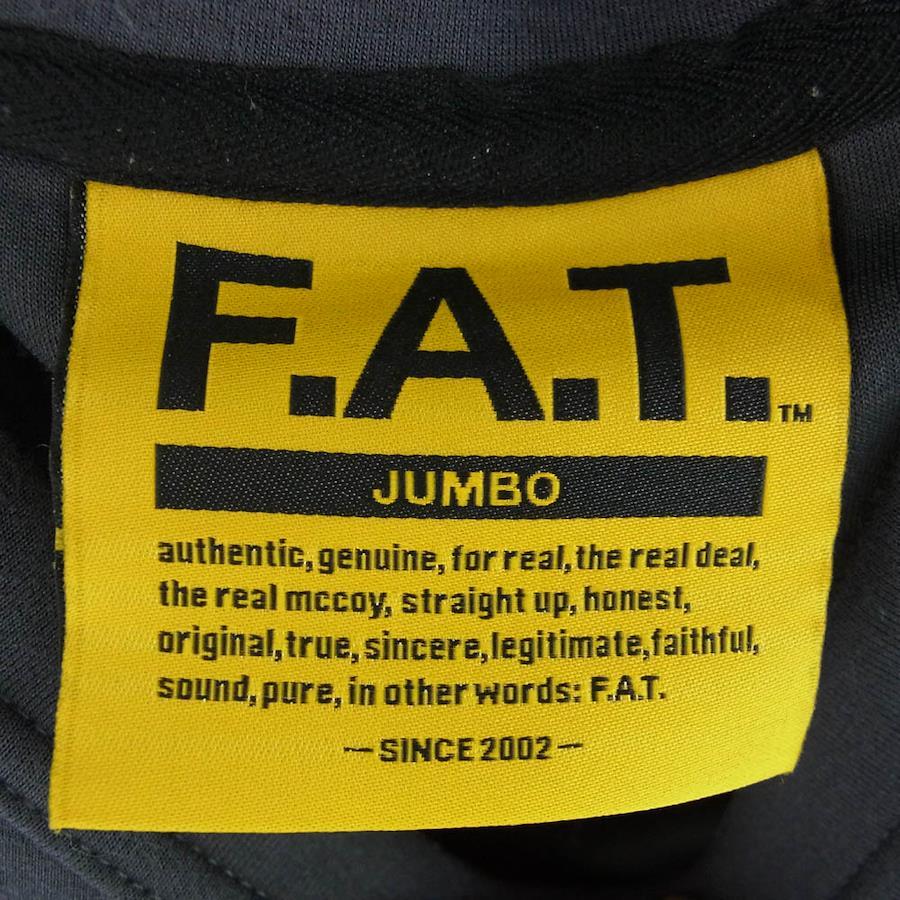 F.A.T.™
JUMBO
authentic, genuine, for real, the real deal,
the real mccoy, straight up, honest,
original, true, sincere, legitimate, faithful,
sound, pure, in other words: F.A.T.
— SINCE 2002 —